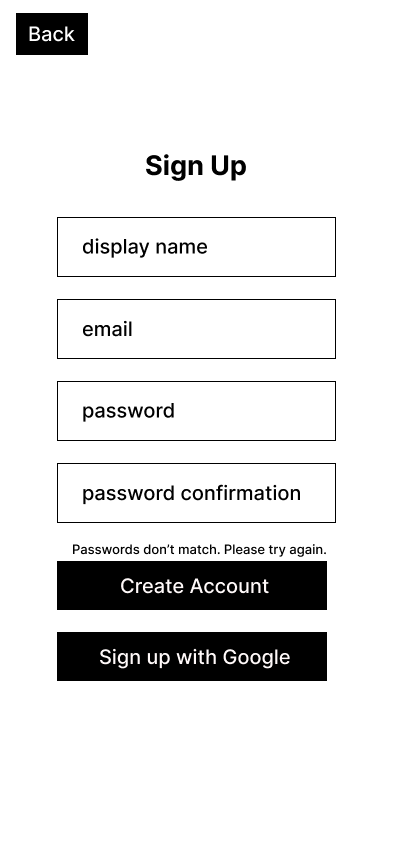 Back
Sign Up
display name
email
password
password confirmation
Passwords don’t match. Please try again.
Create Account
Sign up with Google